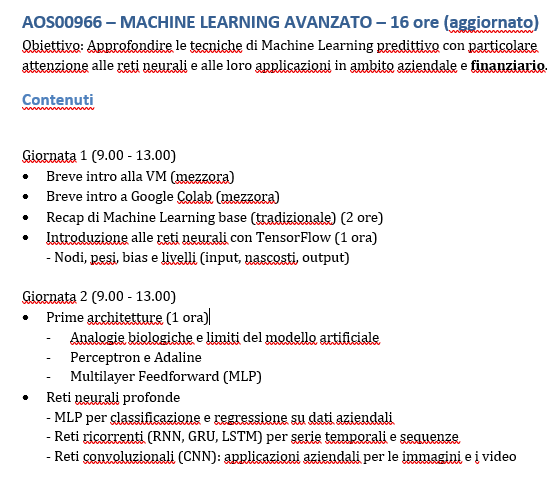 AOS00966 – MACHINE LEARNING AVANZATO – 16 ore (aggiornato)
Obiettivo: Approfondire le tecniche di Machine Learning predittivo con particolare
attenzione alle reti neurali e alle loro applicazioni in ambito aziendale e finanziario.
Contenuti
Giornata 1 (9.00 - 13.00)
• Breve intro alla VM (mezzora)
• Breve intro a Google Colab (mezzora)
• Recap di Machine Learning base (tradizionale) (2 ore)
• Introduzione alle reti neurali con TensorFlow (1 ora)
- Nodi, pesi, bias e livelli (input, nascosti, output)
Giornata 2 (9.00 - 13.00)
• Prime architetture (1 ora)
- Analogie biologiche e limiti del modello artificiale
- Perceptron e Adaline
- Multilayer Feedforward (MLP)
• Reti neurali profonde
- MLP per classificazione e regressione su dati aziendali
- Reti ricorrenti (RNN, GRU, LSTM) per serie temporali e sequenze
- Reti convoluzionali (CNN): applicazioni aziendali per le immagini e i video